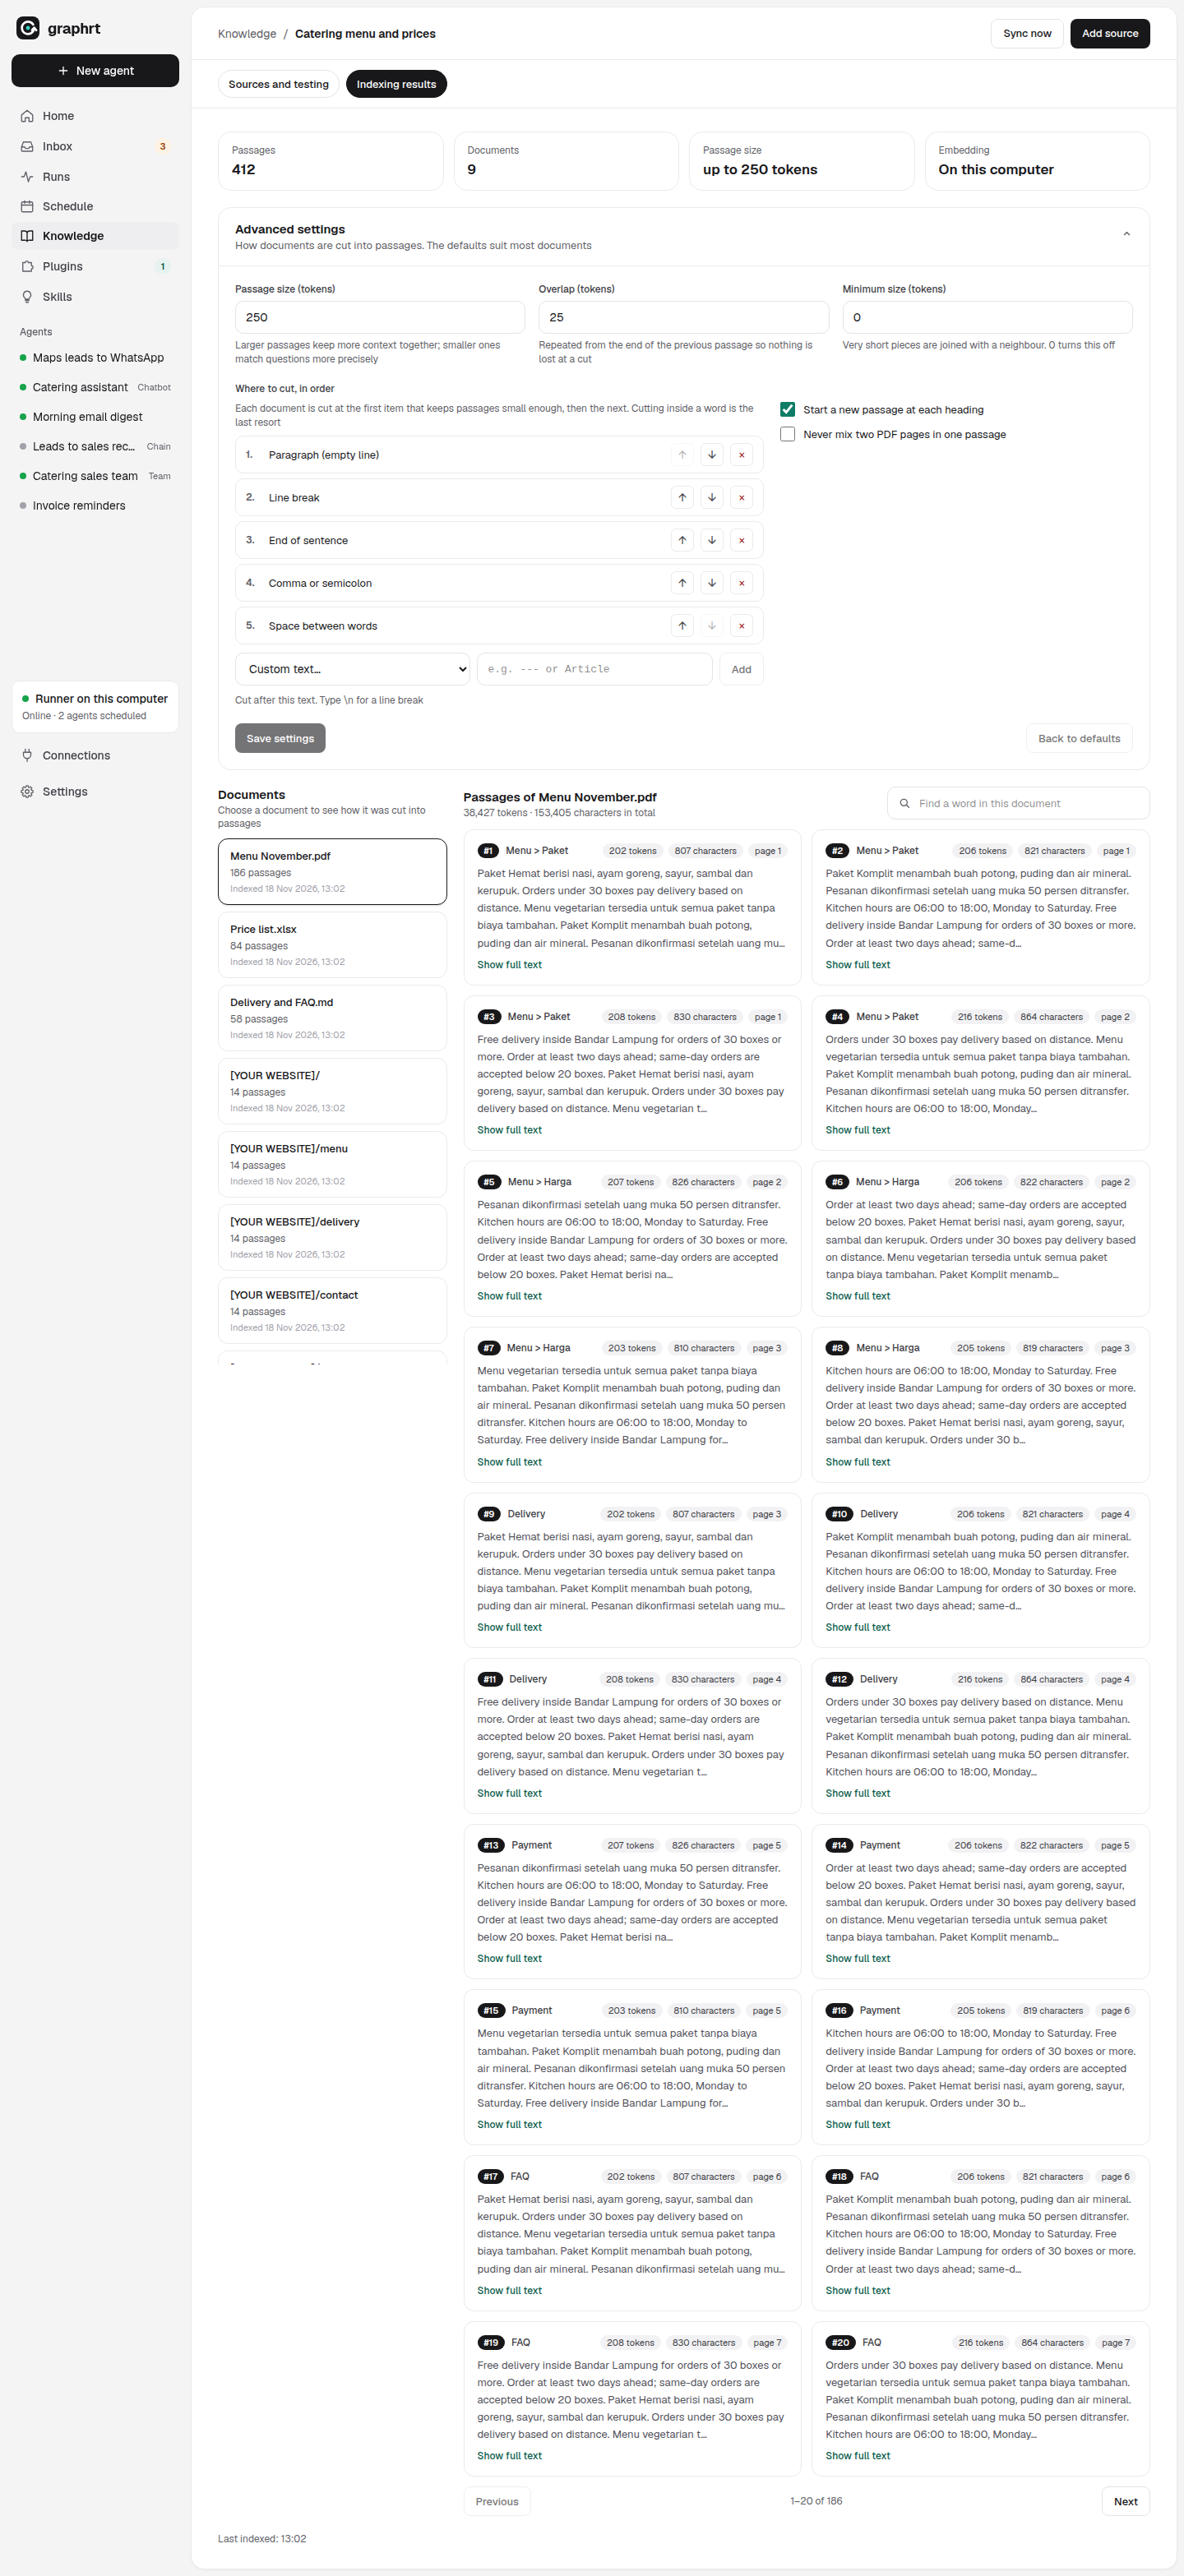 graphrt
New agent
Home
Inbox 3
Runs
Schedule
Knowledge
Plugins 1
Skills
Agents
Maps leads to WhatsApp
Catering assistant Chatbot
Morning email digest
Leads to sales rec... Chain
Catering sales team Team
Invoice reminders
Runner on this computer
Online · 2 agents scheduled
Connections
Settings
Knowledge / Catering menu and prices
Sync now
Add source
Sources and testing
Indexing results
Passages
412
Documents
9
Passage size
up to 250 tokens
Embedding
On this computer
Advanced settings
How documents are cut into passages. The defaults suit most documents
Passage size (tokens)
250
Larger passages keep more context together; smaller ones
match questions more precisely
Overlap (tokens)
25
Repeated from the end of the previous passage so nothing is
lost at a cut
Minimum size (tokens)
0
Very short pieces are joined with a neighbour. 0 turns this off
Where to cut, in order
Each document is cut at the first item that keeps passages small enough, then the next. Cutting inside a word is the
last resort
1. Paragraph (empty line)
2. Line break
3. End of sentence
4. Comma or semicolon
5. Space between words
Custom text...
e.g. --- or Article
Add
Cut after this text. Type \n for a line break
Start a new passage at each heading
Never mix two PDF pages in one passage
Save settings
Back to defaults
Documents
Choose a document to see how it was cut into
passages
Menu November.pdf
186 passages
Indexed 18 Nov 2026, 13:02
Price list.xlsx
84 passages
Indexed 18 Nov 2026, 13:02
Delivery and FAQ.md
58 passages
Indexed 18 Nov 2026, 13:02
[YOUR WEBSITE]/
14 passages
Indexed 18 Nov 2026, 13:02
[YOUR WEBSITE]/menu
14 passages
Indexed 18 Nov 2026, 13:02
[YOUR WEBSITE]/delivery
14 passages
Indexed 18 Nov 2026, 13:02
[YOUR WEBSITE]/contact
14 passages
Indexed 18 Nov 2026, 13:02
Passages of Menu November.pdf
38,427 tokens · 153,405 characters in total
Find a word in this document
#1 Menu > Paket 202 tokens 807 characters page 1
Paket Hemat berisi nasi, ayam goreng, sayur, sambal dan
kerupuk. Orders under 30 boxes pay delivery based on
distance. Menu vegetarian tersedia untuk semua paket tanpa
biaya tambahan. Paket Komplit menambah buah potong,
puding dan air mineral. Pesanan dikonfirmasi setelah uang mu...
Show full text
#2 Menu > Paket 206 tokens 821 characters page 1
Paket Komplit menambah buah potong, puding dan air mineral.
Pesanan dikonfirmasi setelah uang muka 50 persen ditransfer.
Kitchen hours are 06:00 to 18:00, Monday to Saturday. Free
delivery inside Bandar Lampung for orders of 30 boxes or more.
Order at least two days ahead; same-d...
Show full text
#3 Menu > Paket 208 tokens 830 characters page 1
Free delivery inside Bandar Lampung for orders of 30 boxes or
more. Order at least two days ahead; same-day orders are
accepted below 20 boxes. Paket Hemat berisi nasi, ayam
goreng, sayur, sambal dan kerupuk. Orders under 30 boxes pay
delivery based on distance. Menu vegetarian t...
Show full text
#4 Menu > Paket 216 tokens 864 characters page 2
Orders under 30 boxes pay delivery based on distance. Menu
vegetarian tersedia untuk semua paket tanpa biaya tambahan.
Paket Komplit menambah buah potong, puding dan air mineral.
Pesanan dikonfirmasi setelah uang muka 50 persen ditransfer.
Kitchen hours are 06:00 to 18:00, Monday...
Show full text
#5 Menu > Harga 207 tokens 826 characters page 2
Pesanan dikonfirmasi setelah uang muka 50 persen ditransfer.
Kitchen hours are 06:00 to 18:00, Monday to Saturday. Free
delivery inside Bandar Lampung for orders of 30 boxes or more.
Order at least two days ahead; same-day orders are accepted
below 20 boxes. Paket Hemat berisi na...
Show full text
#6 Menu > Harga 206 tokens 822 characters page 2
Order at least two days ahead; same-day orders are accepted
below 20 boxes. Paket Hemat berisi nasi, ayam goreng, sayur,
sambal dan kerupuk. Orders under 30 boxes pay delivery based
on distance. Menu vegetarian tersedia untuk semua paket
tanpa biaya tambahan. Paket Komplit menamb...
Show full text
#7 Menu > Harga 203 tokens 810 characters page 3
Menu vegetarian tersedia untuk semua paket tanpa biaya
tambahan. Paket Komplit menambah buah potong, puding dan
air mineral. Pesanan dikonfirmasi setelah uang muka 50 persen
ditransfer. Kitchen hours are 06:00 to 18:00, Monday to
Saturday. Free delivery inside Bandar Lampung for...
Show full text
#8 Menu > Harga 205 tokens 819 characters page 3
Kitchen hours are 06:00 to 18:00, Monday to Saturday. Free
delivery inside Bandar Lampung for orders of 30 boxes or more.
Order at least two days ahead; same-day orders are accepted
below 20 boxes. Paket Hemat berisi nasi, ayam goreng, sayur,
sambal dan kerupuk. Orders under 30 b...
Show full text
#9 Delivery 202 tokens 807 characters page 3
Paket Hemat berisi nasi, ayam goreng, sayur, sambal dan
kerupuk. Orders under 30 boxes pay delivery based on
distance. Menu vegetarian tersedia untuk semua paket tanpa
biaya tambahan. Paket Komplit menambah buah potong,
puding dan air mineral. Pesanan dikonfirmasi setelah uang mu...
Show full text
#10 Delivery 206 tokens 821 characters page 4
Paket Komplit menambah buah potong, puding dan air mineral.
Pesanan dikonfirmasi setelah uang muka 50 persen ditransfer.
Kitchen hours are 06:00 to 18:00, Monday to Saturday. Free
delivery inside Bandar Lampung for orders of 30 boxes or more.
Order at least two days ahead; same-d...
Show full text
#11 Delivery 208 tokens 830 characters page 4
Free delivery inside Bandar Lampung for orders of 30 boxes or
more. Order at least two days ahead; same-day orders are
accepted below 20 boxes. Paket Hemat berisi nasi, ayam
goreng, sayur, sambal dan kerupuk. Orders under 30 boxes pay
delivery based on distance. Menu vegetarian t...
Show full text
#12 Delivery 216 tokens 864 characters page 4
Orders under 30 boxes pay delivery based on distance. Menu
vegetarian tersedia untuk semua paket tanpa biaya tambahan.
Paket Komplit menambah buah potong, puding dan air mineral.
Pesanan dikonfirmasi setelah uang muka 50 persen ditransfer.
Kitchen hours are 06:00 to 18:00, Monday...
Show full text
#13 Payment 207 tokens 826 characters page 5
Pesanan dikonfirmasi setelah uang muka 50 persen ditransfer.
Kitchen hours are 06:00 to 18:00, Monday to Saturday. Free
delivery inside Bandar Lampung for orders of 30 boxes or more.
Order at least two days ahead; same-day orders are accepted
below 20 boxes. Paket Hemat berisi na...
Show full text
#14 Payment 206 tokens 822 characters page 5
Order at least two days ahead; same-day orders are accepted
below 20 boxes. Paket Hemat berisi nasi, ayam goreng, sayur,
sambal dan kerupuk. Orders under 30 boxes pay delivery based
on distance. Menu vegetarian tersedia untuk semua paket
tanpa biaya tambahan. Paket Komplit menamb...
Show full text
#15 Payment 203 tokens 810 characters page 5
Menu vegetarian tersedia untuk semua paket tanpa biaya
tambahan. Paket Komplit menambah buah potong, puding dan
air mineral. Pesanan dikonfirmasi setelah uang muka 50 persen
ditransfer. Kitchen hours are 06:00 to 18:00, Monday to
Saturday. Free delivery inside Bandar Lampung for...
Show full text
#16 Payment 205 tokens 819 characters page 6
Kitchen hours are 06:00 to 18:00, Monday to Saturday. Free
delivery inside Bandar Lampung for orders of 30 boxes or more.
Order at least two days ahead; same-day orders are accepted
below 20 boxes. Paket Hemat berisi nasi, ayam goreng, sayur,
sambal dan kerupuk. Orders under 30 b...
Show full text
#17 FAQ 202 tokens 807 characters page 6
Paket Hemat berisi nasi, ayam goreng, sayur, sambal dan
kerupuk. Orders under 30 boxes pay delivery based on
distance. Menu vegetarian tersedia untuk semua paket tanpa
biaya tambahan. Paket Komplit menambah buah potong,
puding dan air mineral. Pesanan dikonfirmasi setelah uang mu...
Show full text
#18 FAQ 206 tokens 821 characters page 6
Paket Komplit menambah buah potong, puding dan air mineral.
Pesanan dikonfirmasi setelah uang muka 50 persen ditransfer.
Kitchen hours are 06:00 to 18:00, Monday to Saturday. Free
delivery inside Bandar Lampung for orders of 30 boxes or more.
Order at least two days ahead; same-d...
Show full text
#19 FAQ 208 tokens 830 characters page 7
Free delivery inside Bandar Lampung for orders of 30 boxes or
more. Order at least two days ahead; same-day orders are
accepted below 20 boxes. Paket Hemat berisi nasi, ayam
goreng, sayur, sambal dan kerupuk. Orders under 30 boxes pay
delivery based on distance. Menu vegetarian t...
Show full text
#20 FAQ 216 tokens 864 characters page 7
Orders under 30 boxes pay delivery based on distance. Menu
vegetarian tersedia untuk semua paket tanpa biaya tambahan.
Paket Komplit menambah buah potong, puding dan air mineral.
Pesanan dikonfirmasi setelah uang muka 50 persen ditransfer.
Kitchen hours are 06:00 to 18:00, Monday...
Show full text
Previous
1–20 of 186
Next
Last indexed: 13:02